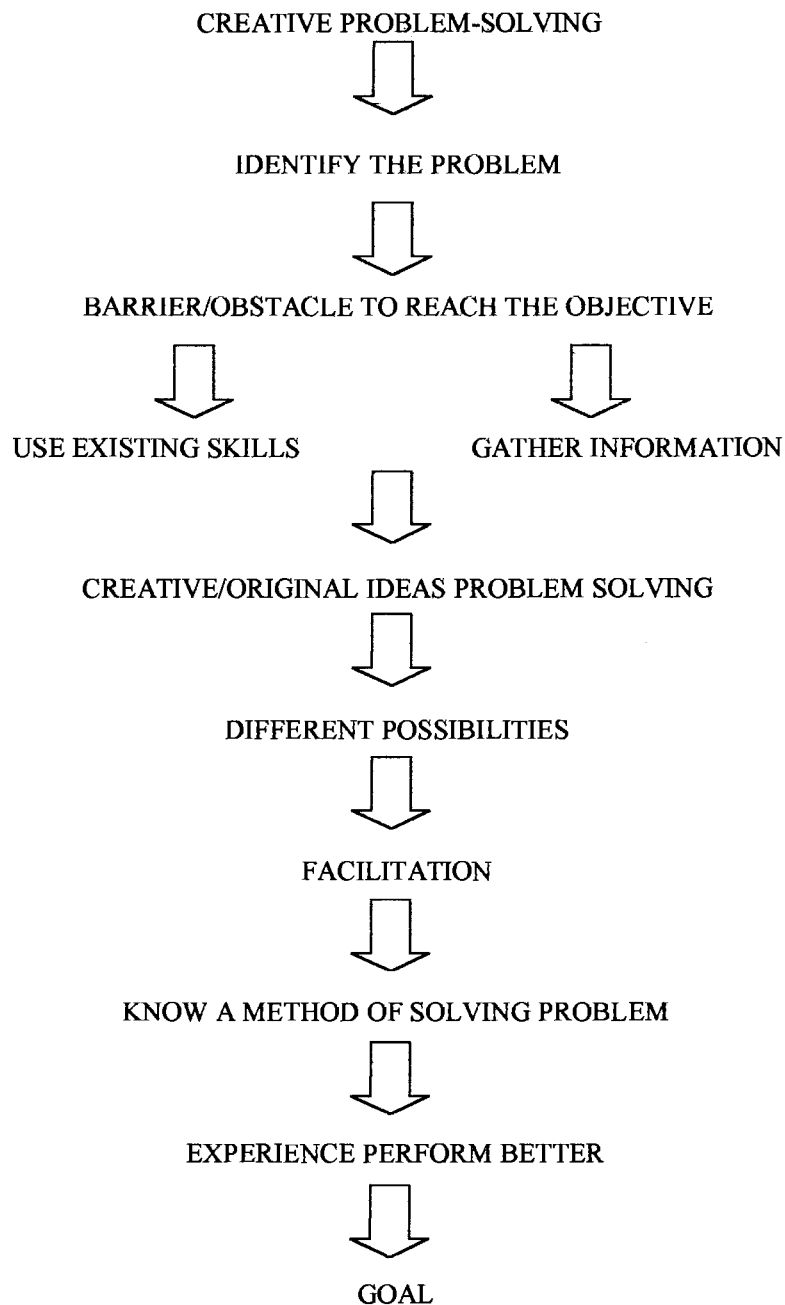 CREATIVE PROBLEM-SOLVING
IDENTIFY THE PROBLEM
BARRIER/OBSTACLE TO REACH THE OBJECTIVE
USE EXISTING SKILLS
GATHER INFORMATION
CREATIVE/ORIGINAL IDEAS PROBLEM SOLVING
DIFFERENT POSSIBILITIES
FACILITATION
KNOW A METHOD OF SOLVING PROBLEM
EXPERIENCE PERFORM BETTER
GOAL